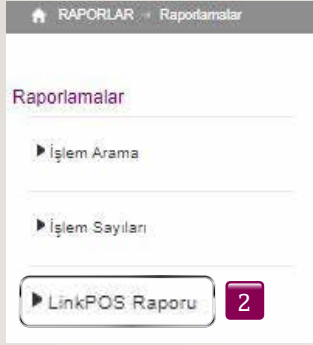 RAPORLAR → Raporlamalar
Raporlamalar
İşlem Arama
İşlem Sayıları
LinkPOS Raporu 2